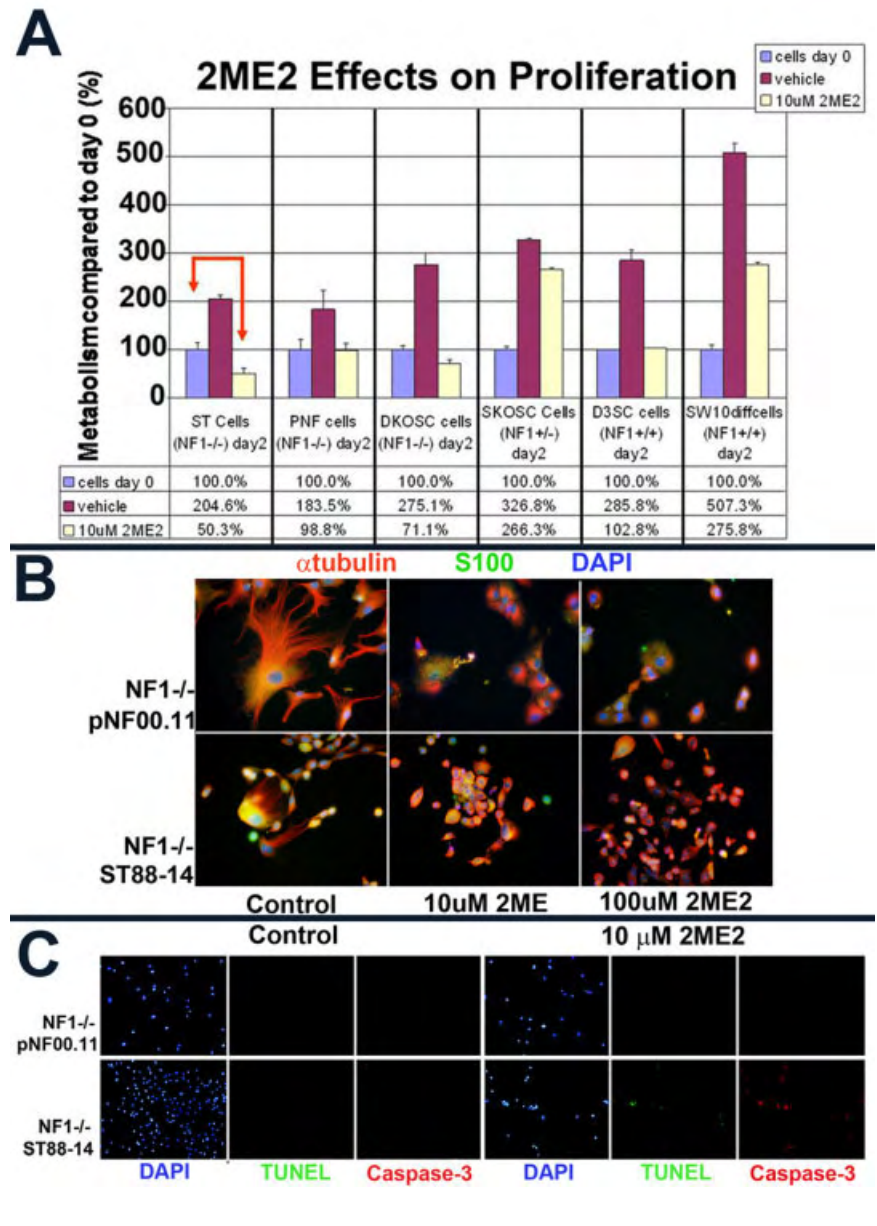 A
2ME2 Effects on Proliferation
cells day 0
vehicle
10uM 2ME2
Metabolism compared to day 0 (%)
600
500
400
300
200
100
0
ST Cells (NF1-/-) day2
PNF cells (NF1-/-) day2
DKOSC cells (NF1-/-) day2
SKOSC Cells (NF1+/-) day2
D3SC cells (NF1+/+) day2
SW10diffcells (NF1+/+) day2
cells day 0 100.0% 100.0% 100.0% 100.0% 100.0% 100.0%
vehicle 204.6% 183.5% 275.1% 326.8% 285.8% 507.3%
10uM 2ME2 50.3% 98.8% 71.1% 266.3% 102.8% 275.8%
B
αtubulin S100 DAPI
NF1-/-
pNF00.11
NF1-/-
ST88-14
Control 10uM 2ME 100uM 2ME2
C
Control 10 μM 2ME2
NF1-/-
pNF00.11
NF1-/-
ST88-14
DAPI TUNEL Caspase-3 DAPI TUNEL Caspase-3